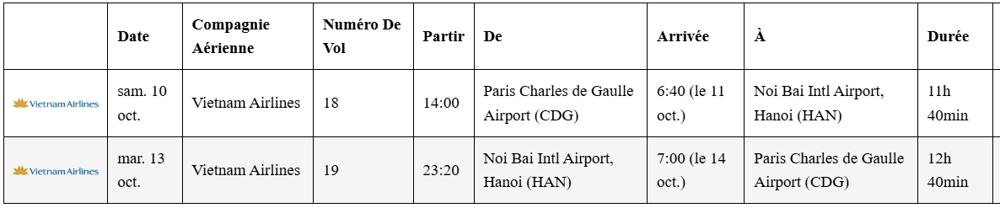 Date
Compagnie
Aérienne
Numéro De
Vol
Partir
De
Arrivée
À
Durée
Vietnam Airlines
sam. 10
oct.
Vietnam Airlines
18
14:00
Paris Charles de Gaulle
Airport (CDG)
6:40 (le 11
oct.)
Noi Bai Intl Airport,
Hanoi (HAN)
11h
40min
Vietnam Airlines
mar. 13
oct.
Vietnam Airlines
19
23:20
Noi Bai Intl Airport,
Hanoi (HAN)
7:00 (le 14
oct.)
Paris Charles de Gaulle
Airport (CDG)
12h
40min